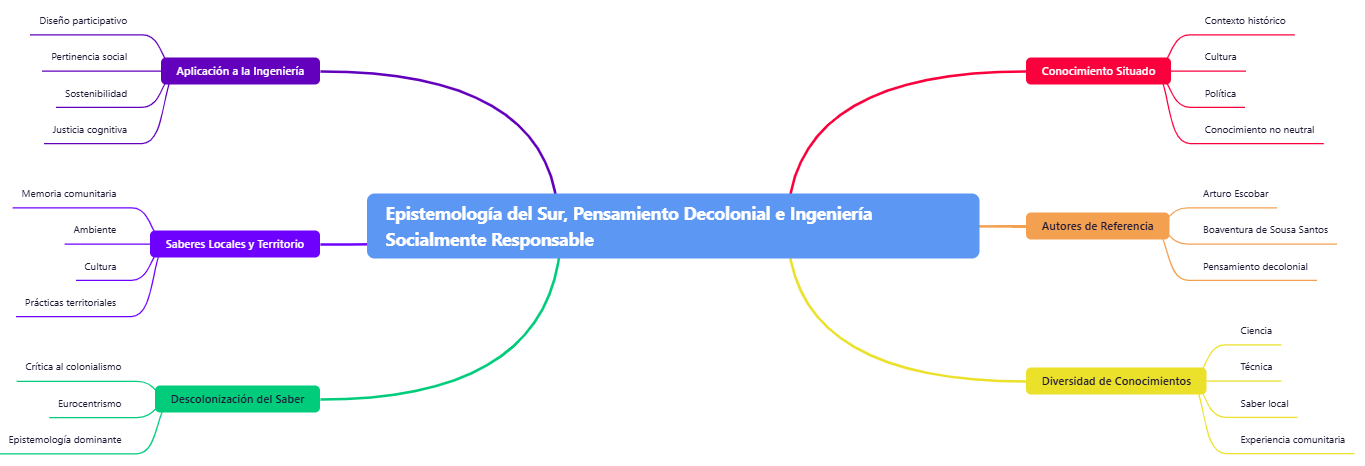 Epistemología del Sur, Pensamiento Decolonial e Ingeniería
Socialmente Responsable
Conocimiento Situado
Contexto histórico
Cultura
Política
Conocimiento no neutral
Autores de Referencia
Arturo Escobar
Boaventura de Sousa Santos
Pensamiento decolonial
Diversidad de Conocimientos
Ciencia
Técnica
Saber local
Experiencia comunitaria
Aplicación a la Ingeniería
Diseño participativo
Pertinencia social
Sostenibilidad
Justicia cognitiva
Saberes Locales y Territorio
Memoria comunitaria
Ambiente
Cultura
Prácticas territoriales
Descolonización del Saber
Crítica al colonialismo
Eurocentrismo
Epistemología dominante